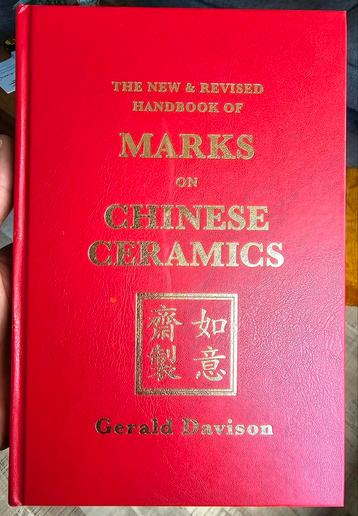 THE NEW & REVISED
HANDBOOK OF
MARKS
ON
CHINESE
CERAMICS
如意
齋製
Gerald Davison